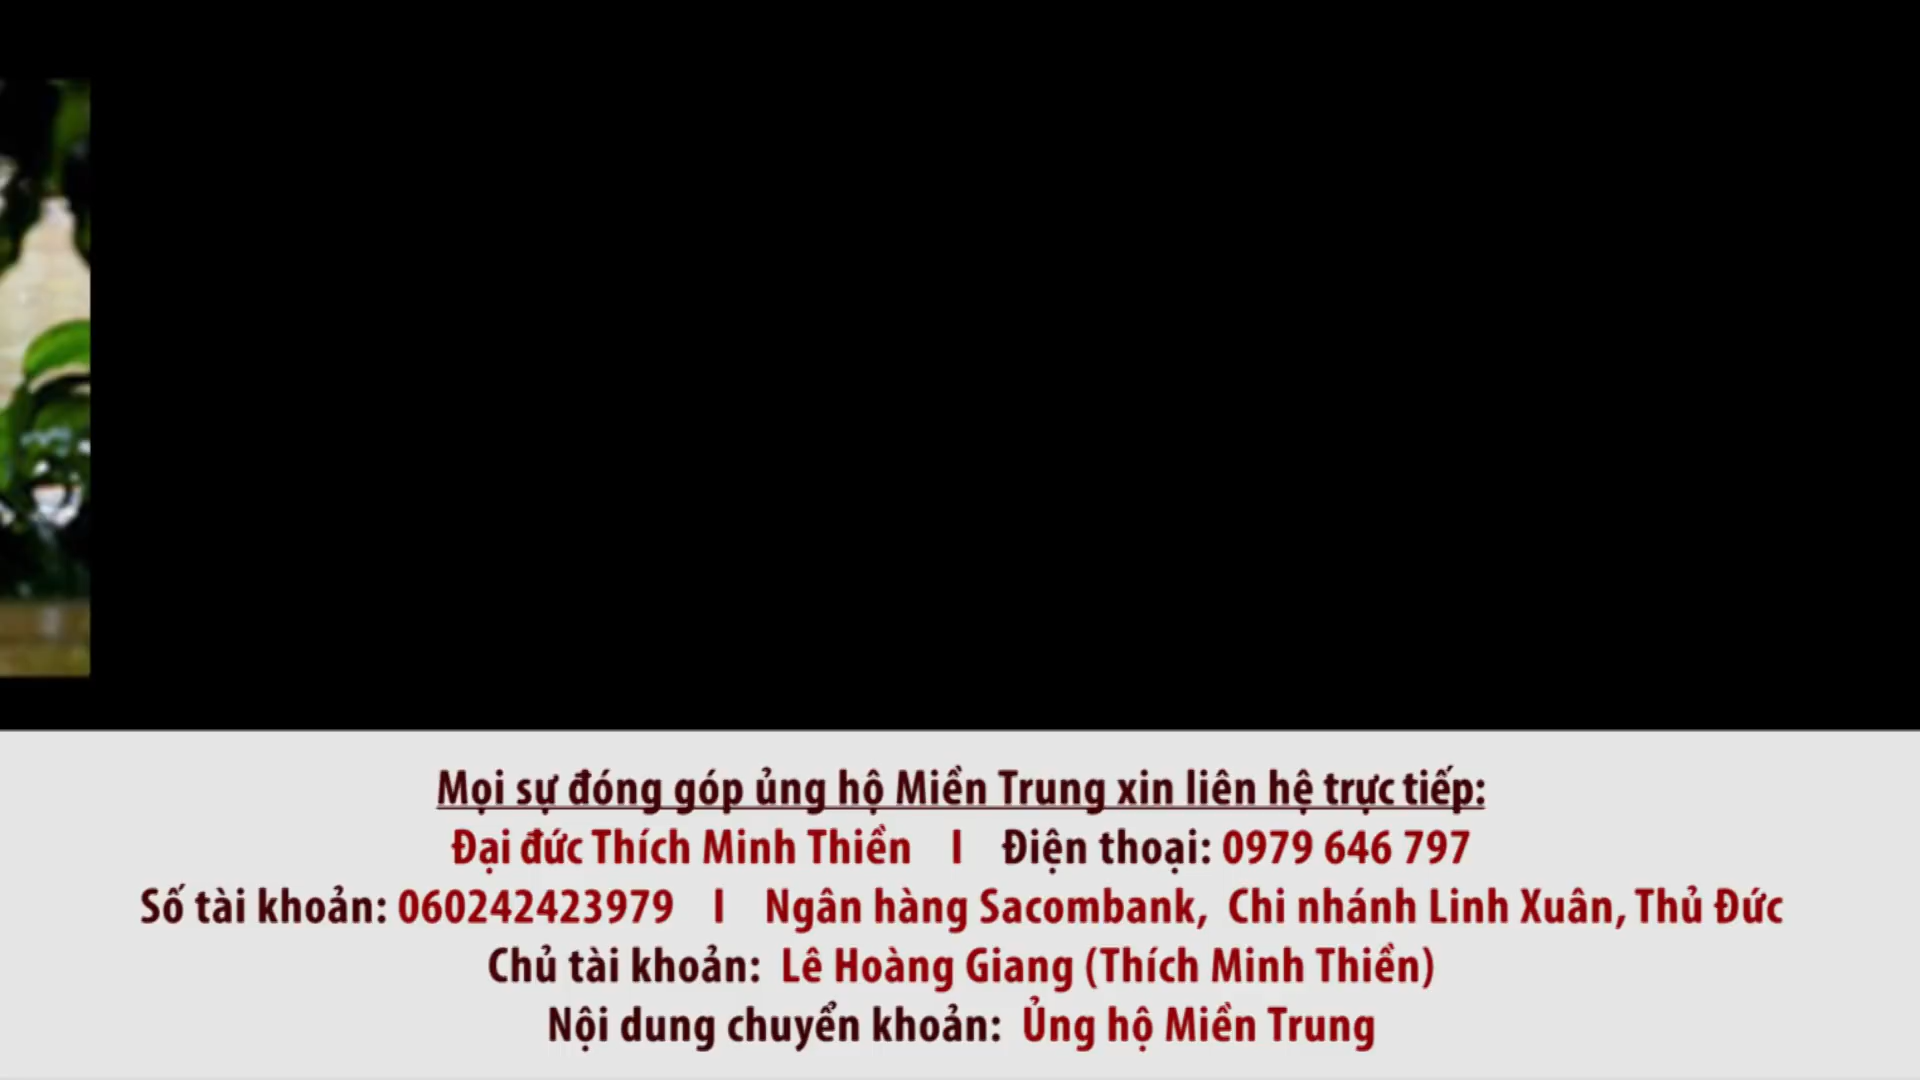 Mọi sự đóng góp ủng hộ Miền Trung xin liên hệ trực tiếp:
Đại đức Thích Minh Thiền I Điện thoại: 0979 646 797
Số tài khoản: 060242423979 I Ngân hàng Sacombank, Chi nhánh Linh Xuân, Thủ Đức
Chủ tài khoản: Lê Hoàng Giang (Thích Minh Thiền)
Nội dung chuyển khoản: Ủng hộ Miền Trung